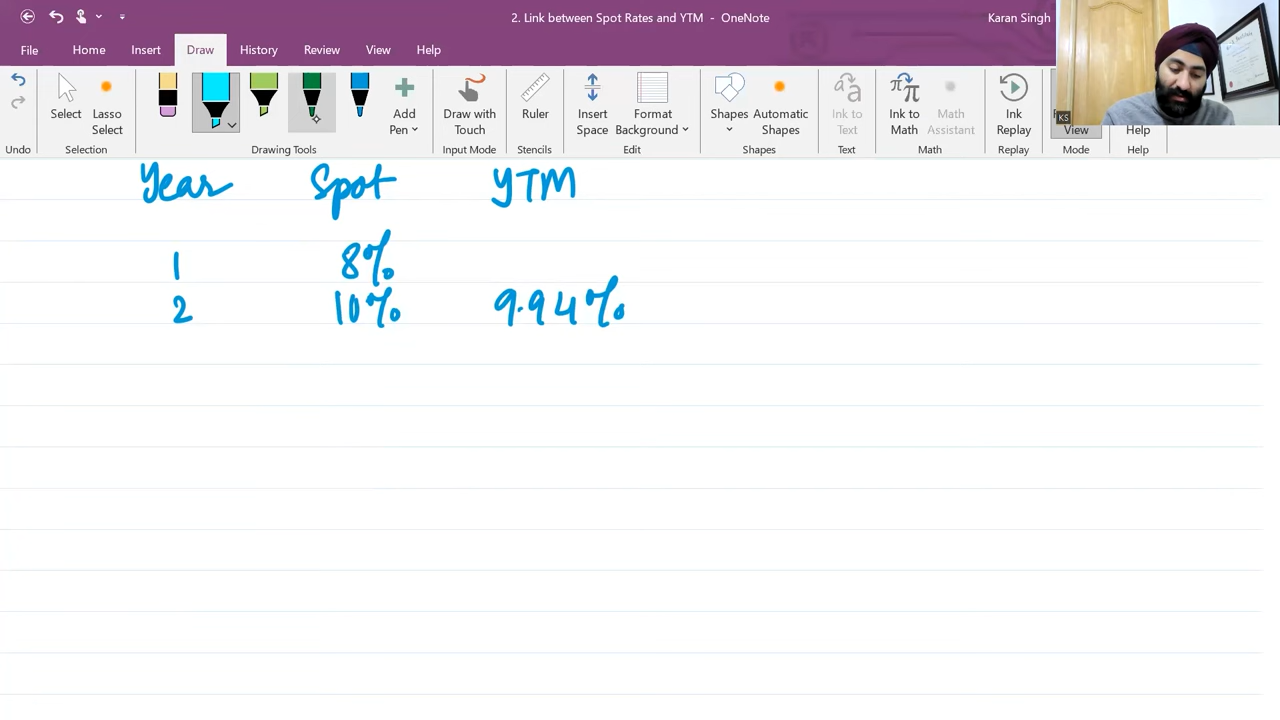 2. Link between Spot Rates and YTM - OneNote
Karan Singh
File Home Insert Draw History Review View Help
Select
Lasso Select
Add Pen
Draw with Touch
Ruler
Insert Space
Format Background
Shapes
Automatic Shapes
Ink to Text
Ink to Math
Math Assistant
Ink Replay
View
Help
Undo Selection Drawing Tools Input Mode Stencils Edit Shapes Text Math Replay Mode Help
KS
Year Spot YTM
1 8%
2 10% 9.94%